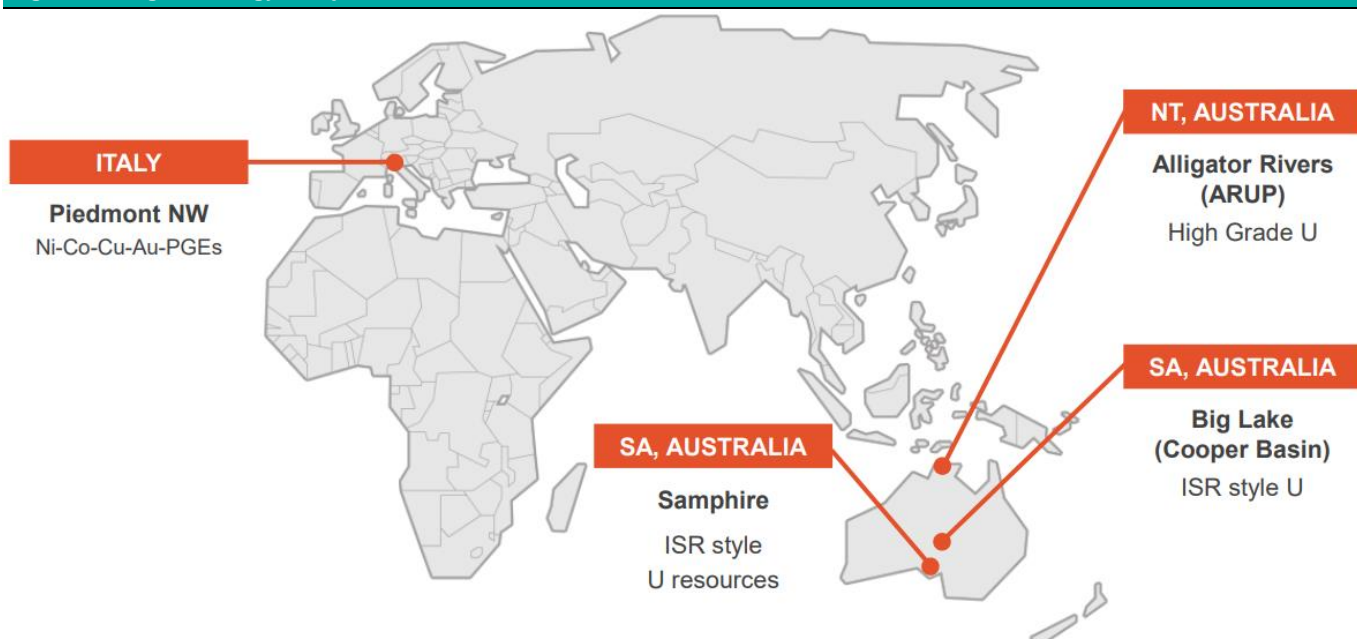 ITALY
Piedmont NW
Ni-Co-Cu-Au-PGEs
NT, AUSTRALIA
Alligator Rivers
(ARUP)
High Grade U
SA, AUSTRALIA
Big Lake
(Cooper Basin)
ISR style U
SA, AUSTRALIA
Samphire
ISR style
U resources